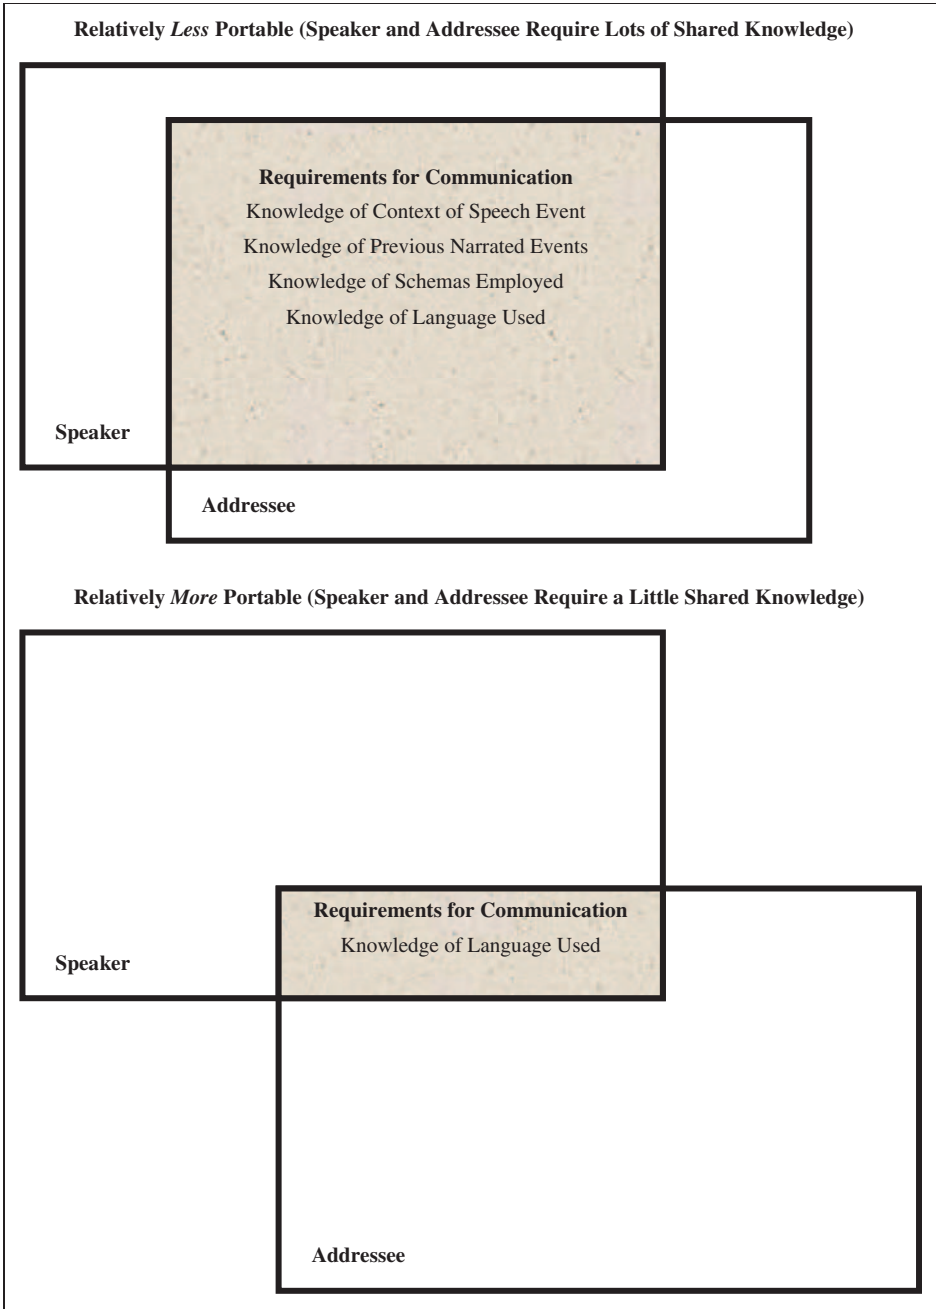 Relatively Less Portable (Speaker and Addressee Require Lots of Shared Knowledge)
Requirements for Communication
Knowledge of Context of Speech Event
Knowledge of Previous Narrated Events
Knowledge of Schemas Employed
Knowledge of Language Used
Speaker
Addressee
Relatively More Portable (Speaker and Addressee Require a Little Shared Knowledge)
Requirements for Communication
Knowledge of Language Used
Speaker
Addressee